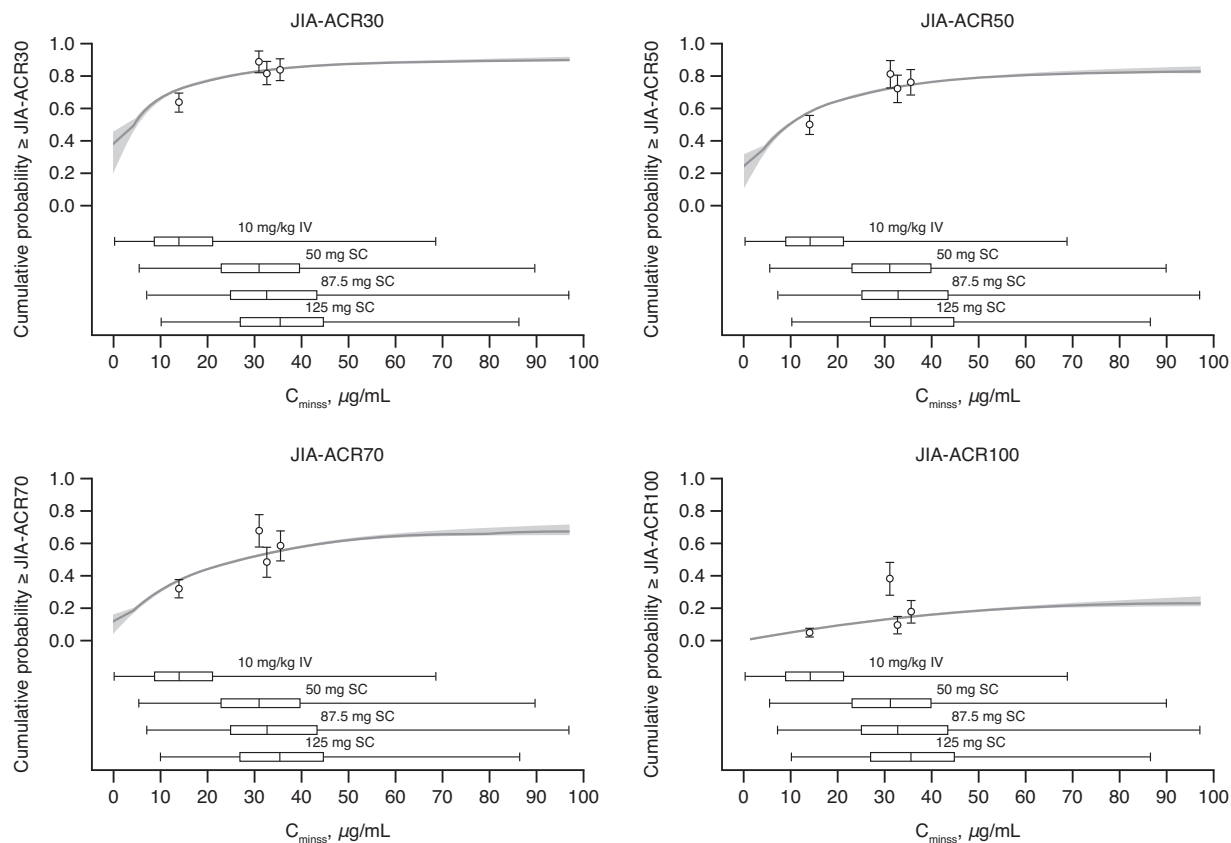 JIA-ACR30
Cumulative probability ≥ JIA-ACR30
1.0
0.8
0.6
0.4
0.2
0.0
10 mg/kg IV
50 mg SC
87.5 mg SC
125 mg SC
0 10 20 30 40 50 60 70 80 90 100
Cminss, µg/mL
JIA-ACR50
Cumulative probability ≥ JIA-ACR50
1.0
0.8
0.6
0.4
0.2
0.0
10 mg/kg IV
50 mg SC
87.5 mg SC
125 mg SC
0 10 20 30 40 50 60 70 80 90 100
Cminss, µg/mL
JIA-ACR70
Cumulative probability ≥ JIA-ACR70
1.0
0.8
0.6
0.4
0.2
0.0
10 mg/kg IV
50 mg SC
87.5 mg SC
125 mg SC
0 10 20 30 40 50 60 70 80 90 100
Cminss, µg/mL
JIA-ACR100
Cumulative probability ≥ JIA-ACR100
1.0
0.8
0.6
0.4
0.2
0.0
10 mg/kg IV
50 mg SC
87.5 mg SC
125 mg SC
0 10 20 30 40 50 60 70 80 90 100
Cminss, µg/mL